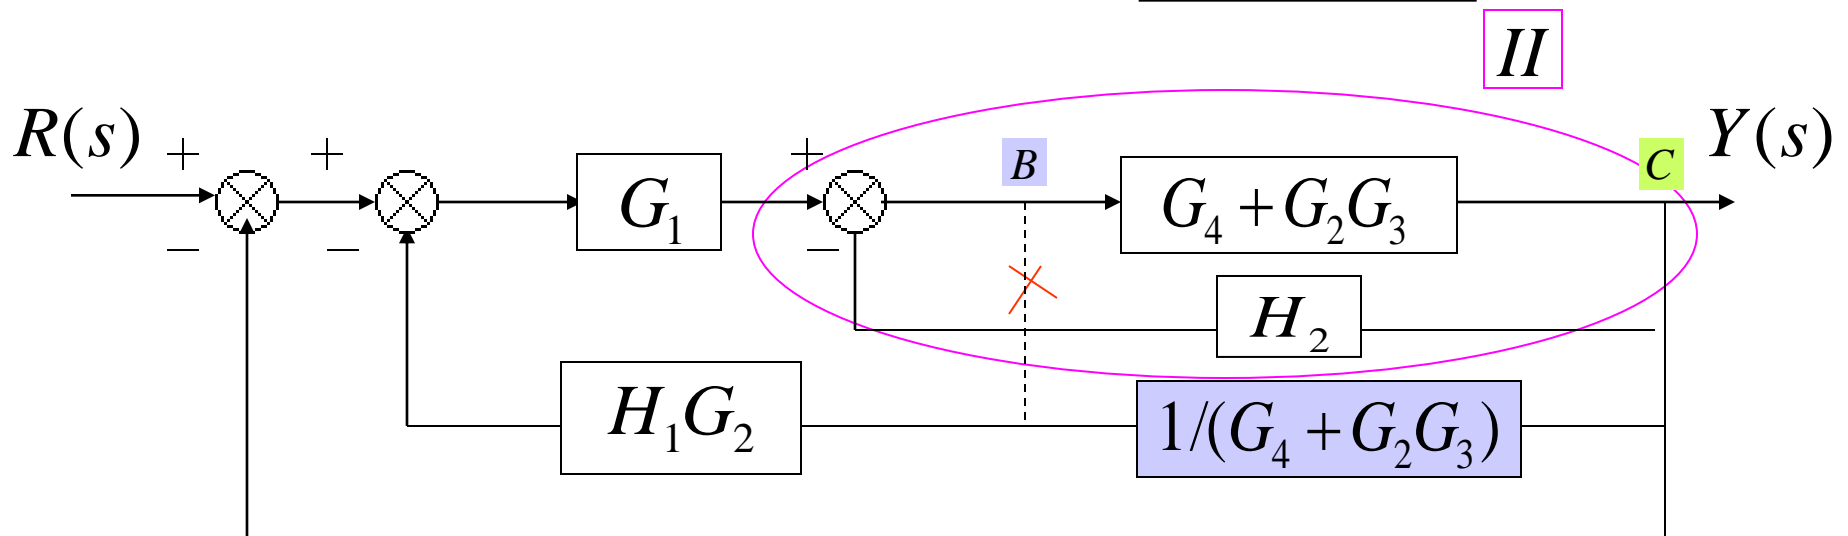 II
R(s) + + + B C Y(s)
G₁ G₄ + G₂G₃
− − −
H₂
H₁G₂ 1/(G₄ + G₂G₃)